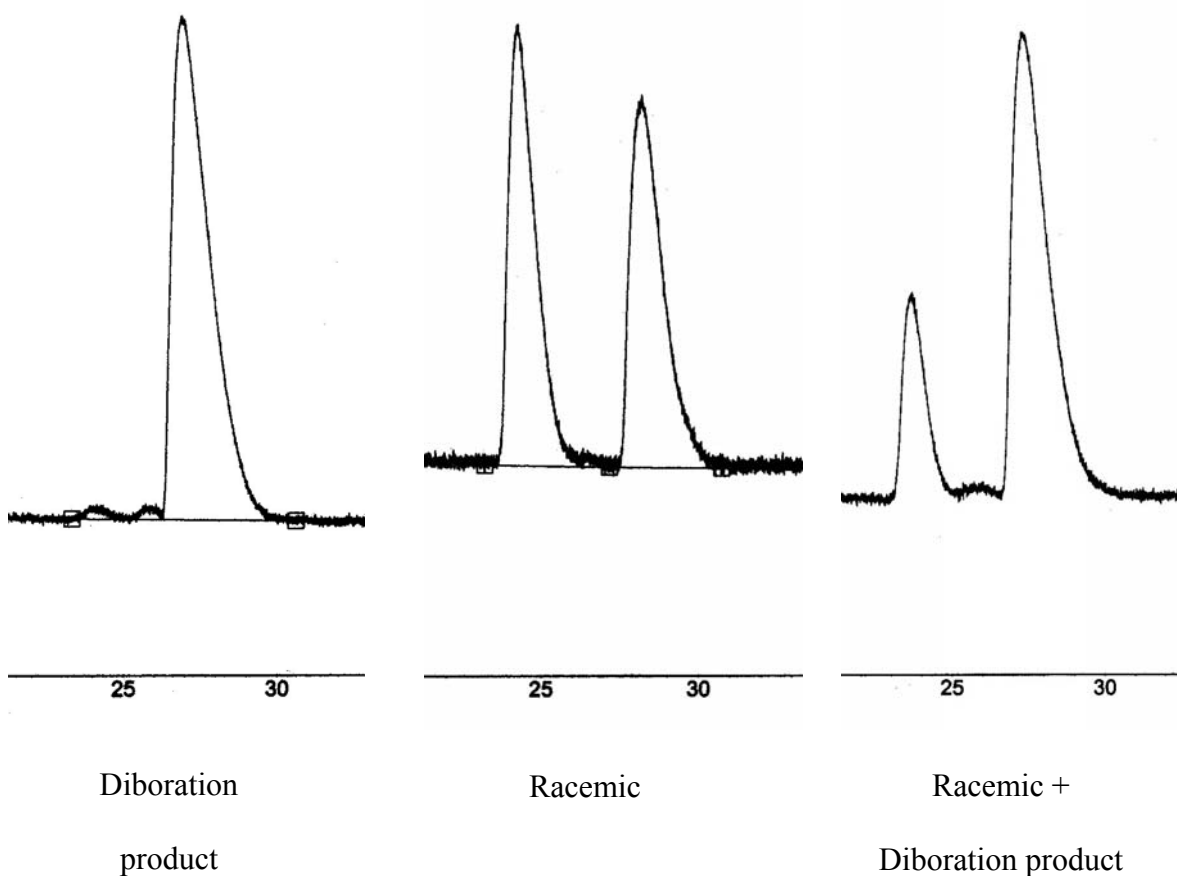 25 30
25 30
25 30
Diboration
product
Racemic
Racemic +
Diboration product